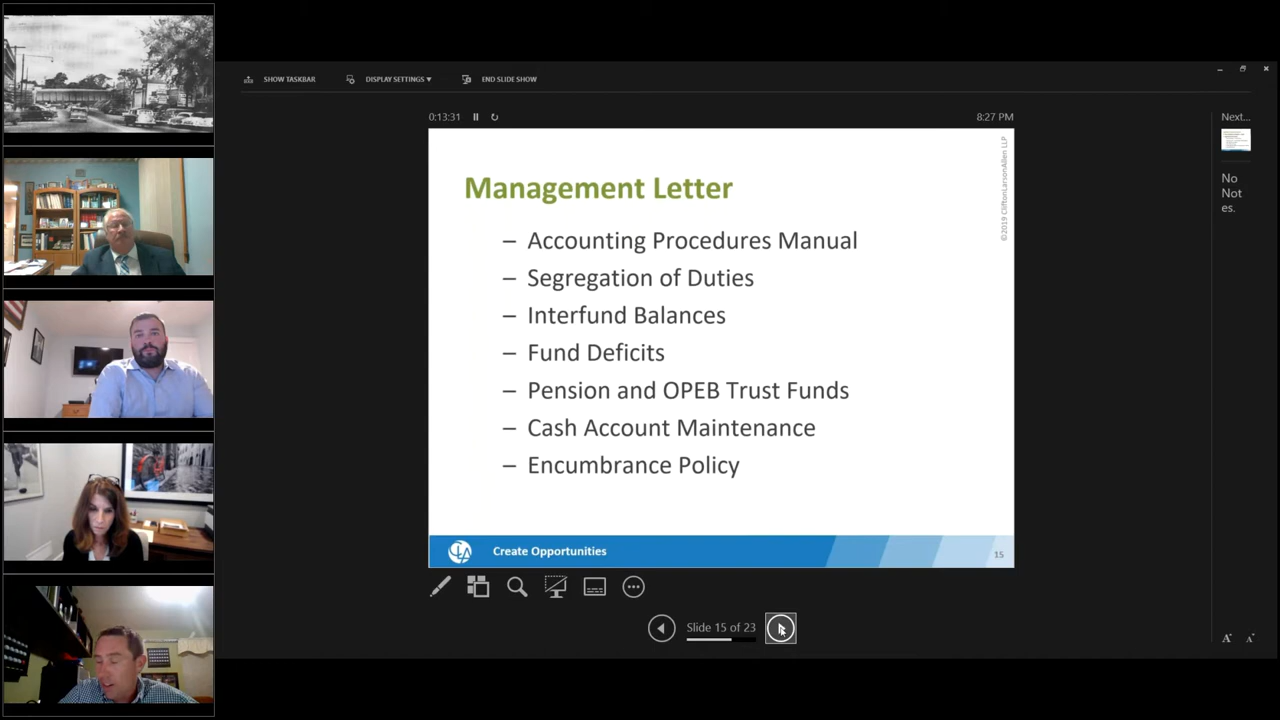 SHOW TASKBAR DISPLAY SETTINGS ▾ END SLIDE SHOW
0:13:31 8:27 PM
Next...
Management Letter
– Accounting Procedures Manual
– Segregation of Duties
– Interfund Balances
– Fund Deficits
– Pension and OPEB Trust Funds
– Cash Account Maintenance
– Encumbrance Policy
©2019 CliftonLarsonAllen LLP
No
Not
es.
CLA Create Opportunities 15
Slide 15 of 23
A A